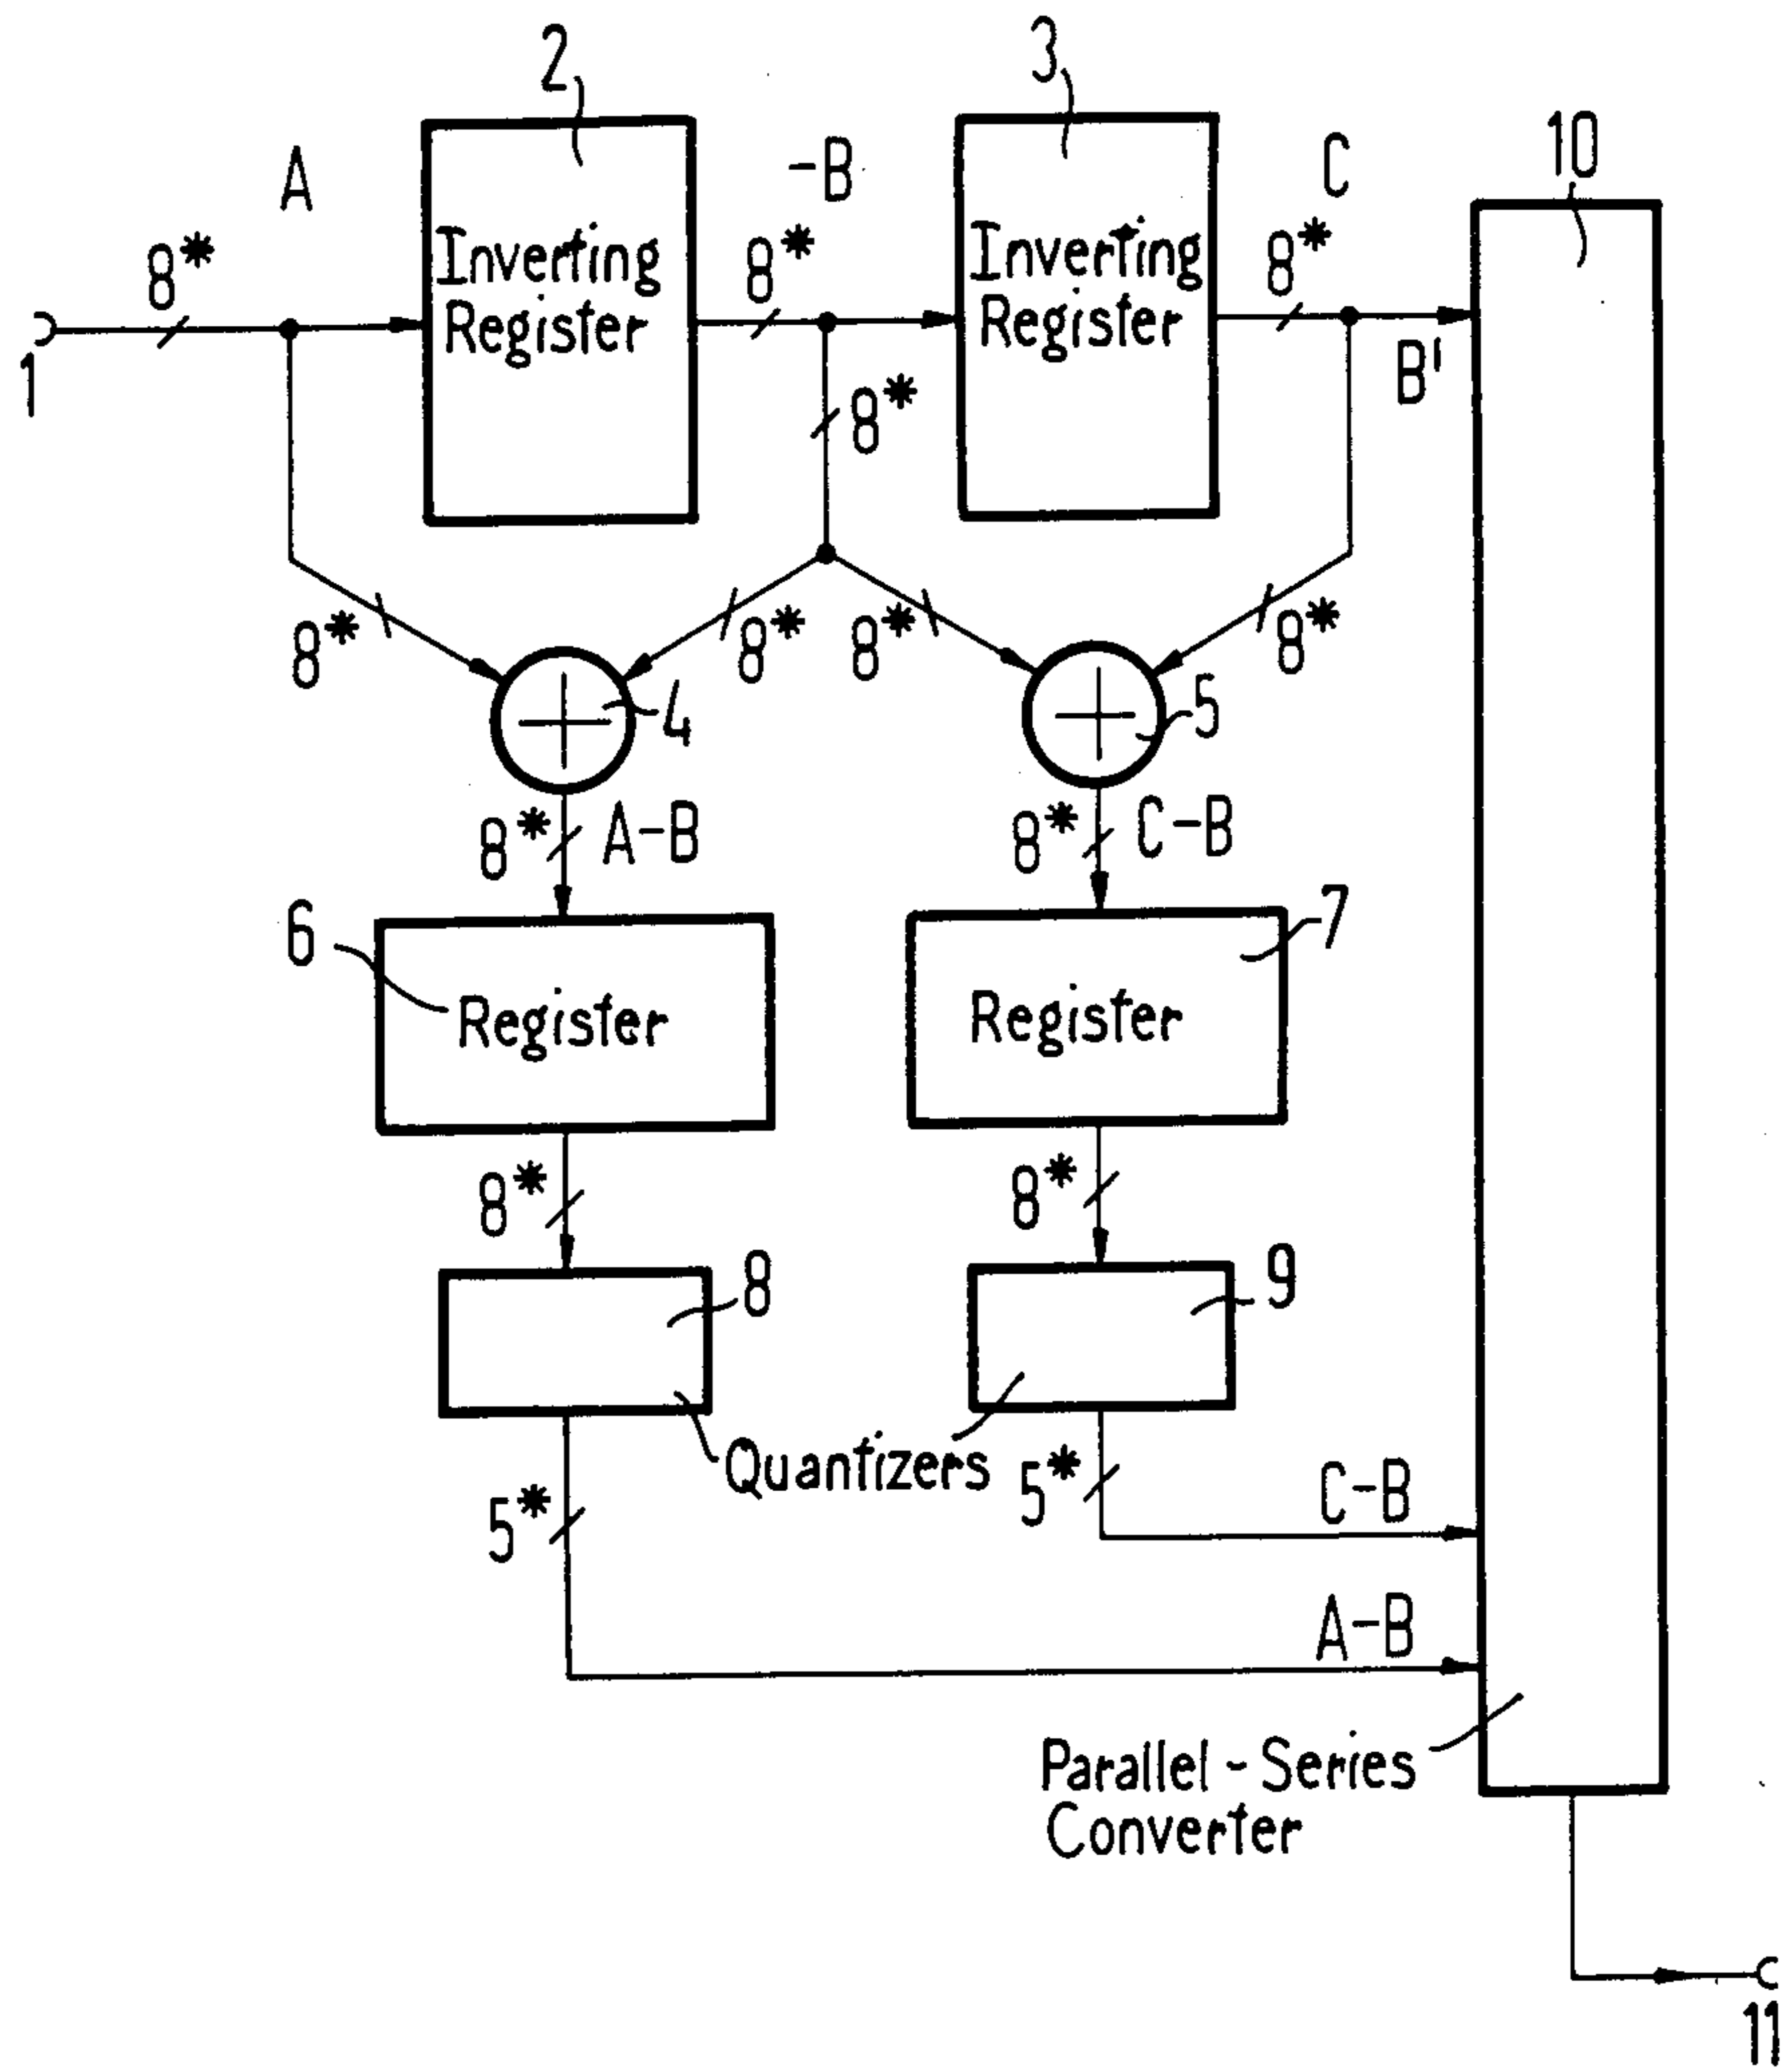 2
3
10
A
-B
C
8*
8*
8*
Inverting
Register
Inverting
Register
1
B'
8*
8*
8*
8*
8*
4
5
8*
A-B
8*
C-B
6
7
Register
Register
8*
8*
8
9
Quantizers
5*
5*
C-B
A-B
Parallel-Series
Converter
11